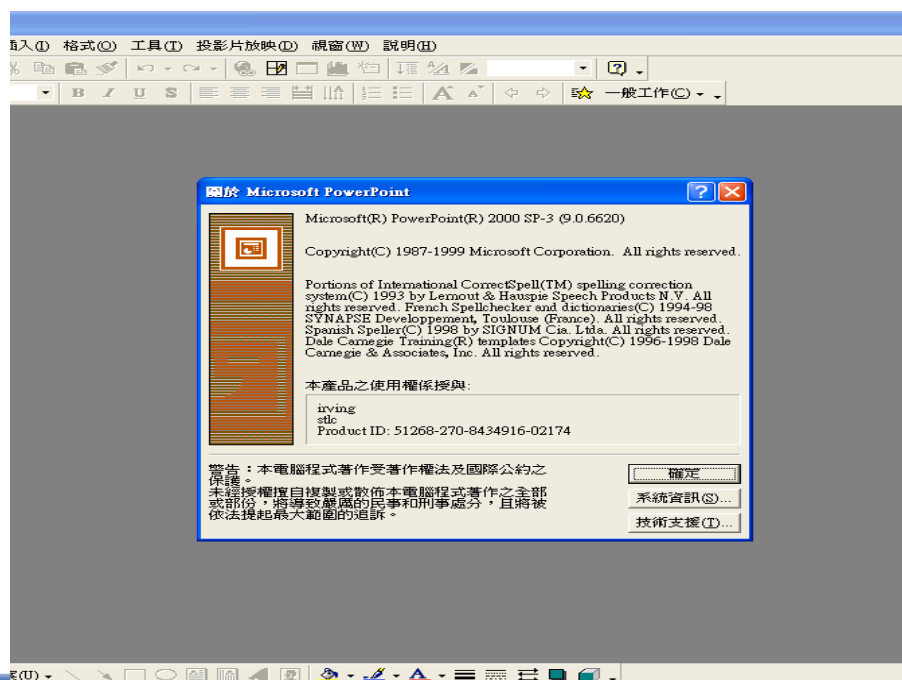 插入(I) 格式(O) 工具(T) 投影片放映(D) 視窗(W) 說明(H)
B I U S 一般工作(C)
關於 Microsoft PowerPoint
Microsoft(R) PowerPoint(R) 2000 SP-3 (9.0.6620)
Copyright(C) 1987-1999 Microsoft Corporation. All rights reserved.
Portions of International CorrectSpell(TM) spelling correction
system(C) 1993 by Lernout & Hauspie Speech Products N.V. All
rights reserved. French Spellchecker and dictionaries(C) 1994-98
SYNAPSE Developpement, Toulouse (France). All rights reserved.
Spanish Speller(C) 1998 by SIGNUM Cia. Ltda. All rights reserved.
Dale Carnegie Training(R) templates Copyright(C) 1996-1998 Dale
Carnegie & Associates, Inc. All rights reserved.
本產品之使用權係授與:
irving
stlc
Product ID: 51268-270-8434916-02174
警告：本電腦程式著作受著作權法及國際公約之
保護。
未經授權擅自複製或散佈本電腦程式著作之全部
或部份，將導致嚴厲的民事和刑事處分，且將被
依法提起最大範圍的追訴。
確定
系統資訊(S)...
技術支援(T)...
(U)